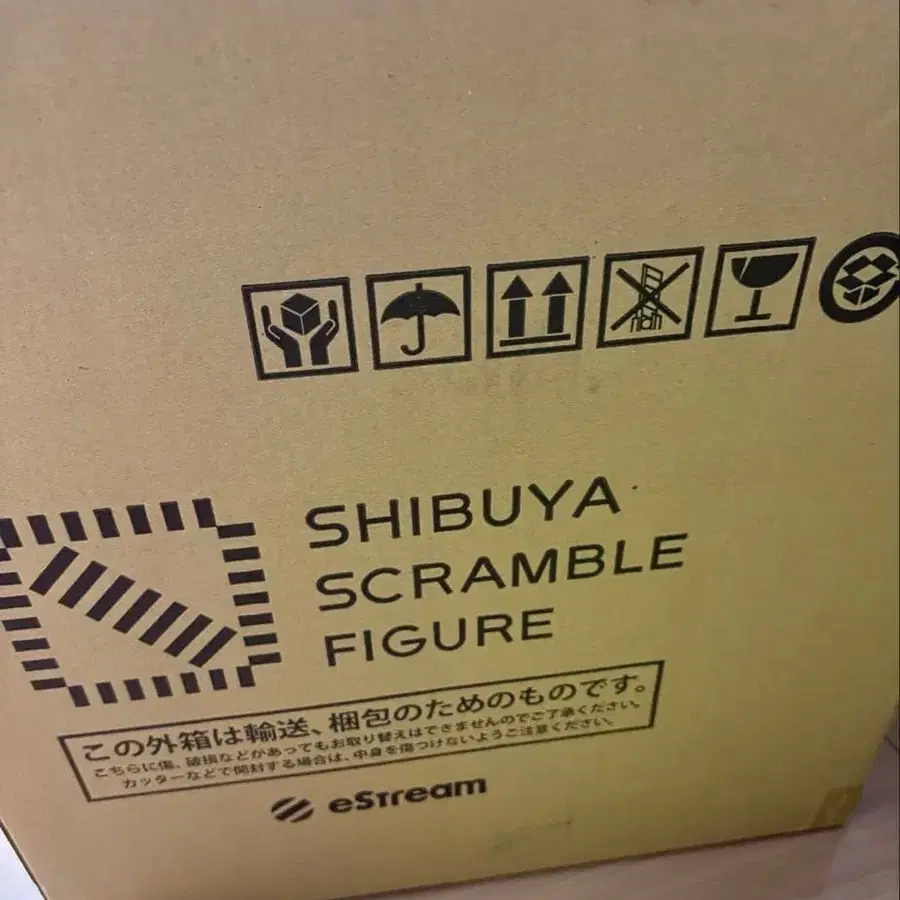 SHIBUYA
SCRAMBLE
FIGURE
この外箱は輸送、梱包のためのものです。
こちらに傷、破損などがあってもお取り替えはできませんのでご了承ください。
カッターなどで開封する場合は、中身を傷つけないようご注意ください。
eStream